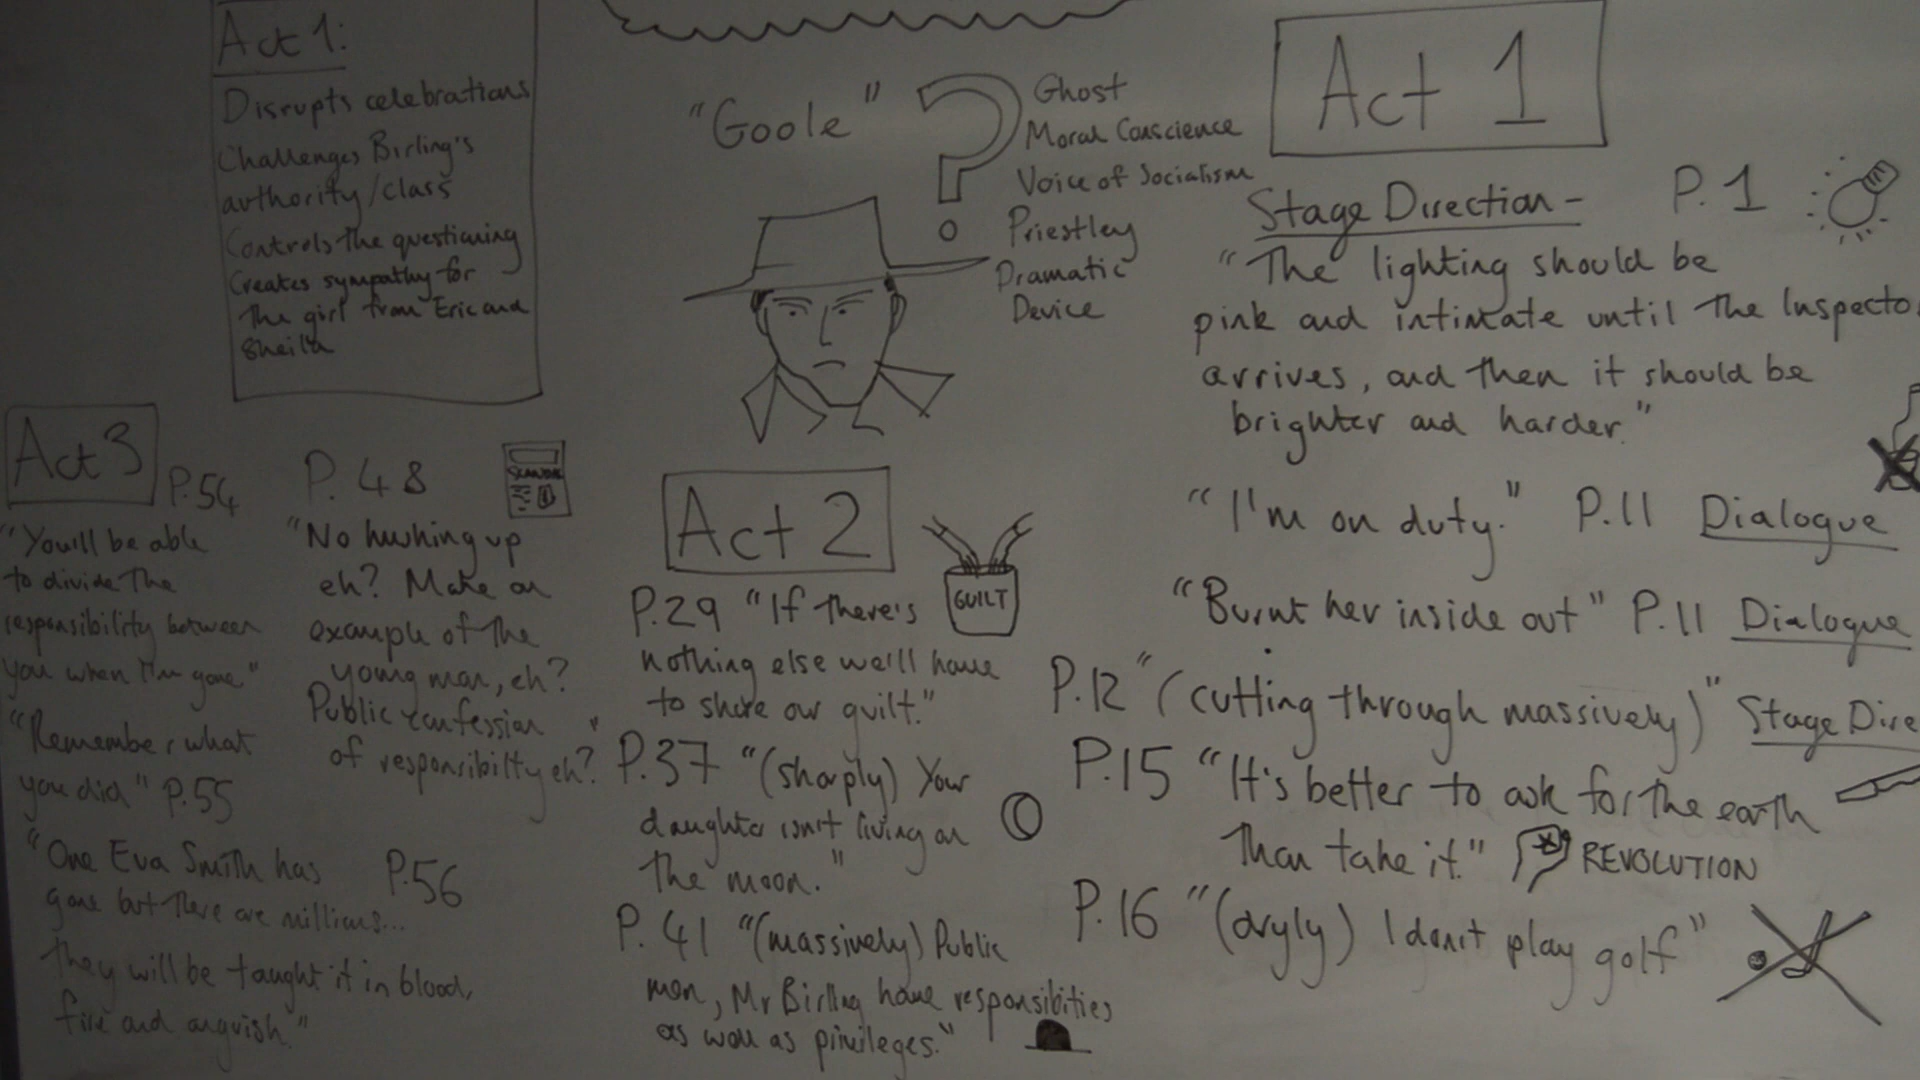 Act 1:
Disrupts celebrations
Challenges Birling's
authority/class
Controls the questioning
Creates sympathy for
the girl from Eric and
Sheila
"Goole" ?
Ghost
Moral Conscience
Voice of Socialism
Priestley
Dramatic
Device
Act 1
Stage Direction - P.1
"The lighting should be
pink and intimate until the Inspector
arrives, and then it should be
brighter and harder."
"I'm on duty." P.11 Dialogue
"Burnt her inside out" P.11 Dialogue
P.12 "(cutting through massively)" Stage Dire
P.15 "It's better to ask for the earth
than take it." REVOLUTION
P.16 "(dryly) I don't play golf"
Act 2
GUILT
P.29 "If there's
nothing else we'll have
to share our guilt."
P.37 "(sharply) Your
daughter isn't living on
the moon."
P.41 "(massively) Public
men, Mr Birling have responsibities
as well as privileges."
Act 3
P.54
"You'll be able
to divide the
responsibility between
you when I'm gone"
"Remember what
you did" P.55
"One Eva Smith has P.56
gone but there are millions...
they will be taught it in blood,
fire and anguish."
P.48
SCANDAL
"No hushing up
eh? Make an
example of the
young man, eh?
Public confession
of responsibilty eh?"